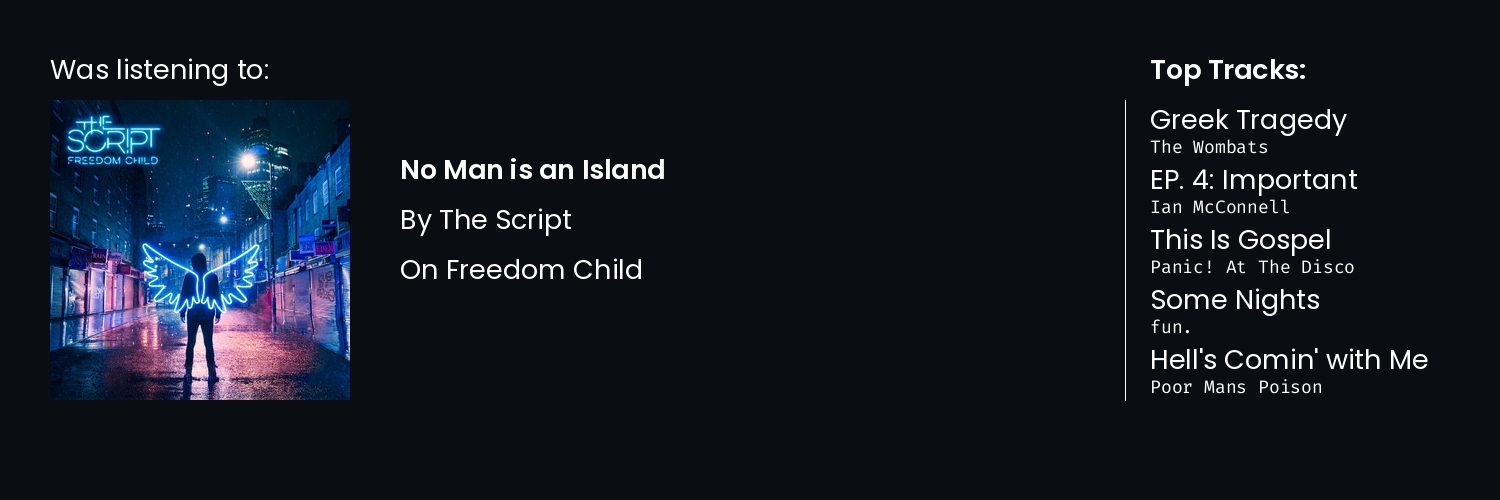 Was listening to:
THE
SCRIPT
FREEDOM CHILD
No Man is an Island
By The Script
On Freedom Child
Top Tracks:
Greek Tragedy
The Wombats
EP. 4: Important
Ian McConnell
This Is Gospel
Panic! At The Disco
Some Nights
fun.
Hell's Comin' with Me
Poor Mans Poison